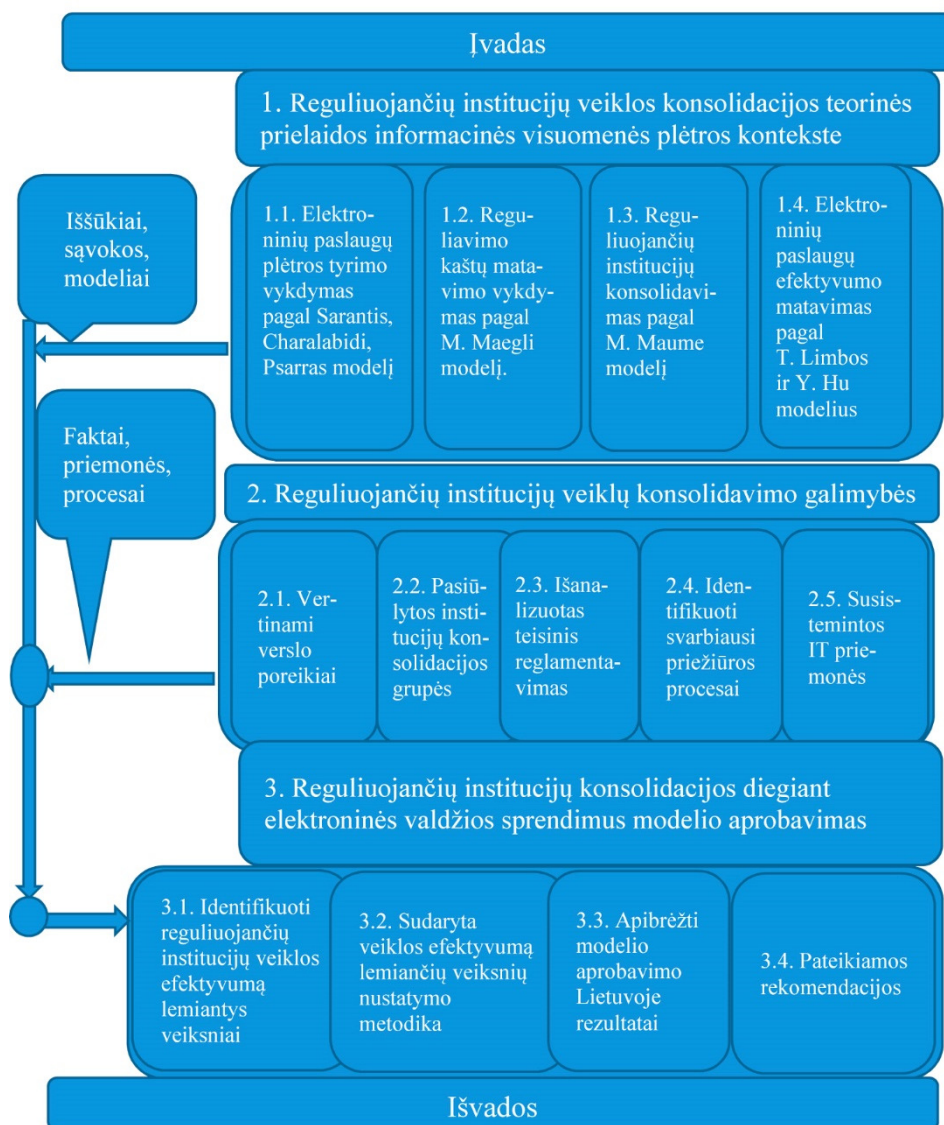 Įvadas
1. Reguliuojančių institucijų veiklos konsolidacijos teorinės
prielaidos informacinės visuomenės plėtros kontekste
Iššūkiai,
sąvokos,
modeliai
1.1. Elektro-
ninių paslaugų
plėtros tyrimo
vykdymas
pagal Sarantis,
Charalabidi,
Psarras modelį
1.2. Regu-
liavimo
kaštų mata-
vimo vykdy-
mas pagal
M. Maegli
modelį.
1.3. Regu-
liuojančių
institucijų
konsolidavi-
mas pagal
M. Maume
modelį
1.4. Elektro-
ninių
paslaugų
efektyvumo
matavimas
pagal
T. Limbos
ir Y. Hu
modelius
Faktai,
priemonės,
procesai
2. Reguliuojančių institucijų veiklų konsolidavimo galimybės
2.1. Ver-
tinami
verslo
poreikiai
2.2. Pasiū-
lytos insti-
tucijų kon-
solidacijos
grupės
2.3. Išana-
lizuotas
teisinis
reglamenta-
vimas
2.4. Iden-
tifikuoti
svarbiausi
priežiūros
procesai
2.5. Susis-
temintos
IT prie-
monės
3. Reguliuojančių institucijų konsolidacijos diegiant
elektroninės valdžios sprendimus modelio aprobavimas
3.1. Identifikuoti
reguliuojančių
institucijų veiklos
efektyvumą
lemiantys
veiksniai
3.2. Sudaryta
veiklos efektyvumą
lemiančių veiksnių
nustatymo
metodika
3.3. Apibrėžti
modelio
aprobavimo
Lietuvoje
rezultatai
3.4. Pateikiamos
rekomendacijos
Išvados